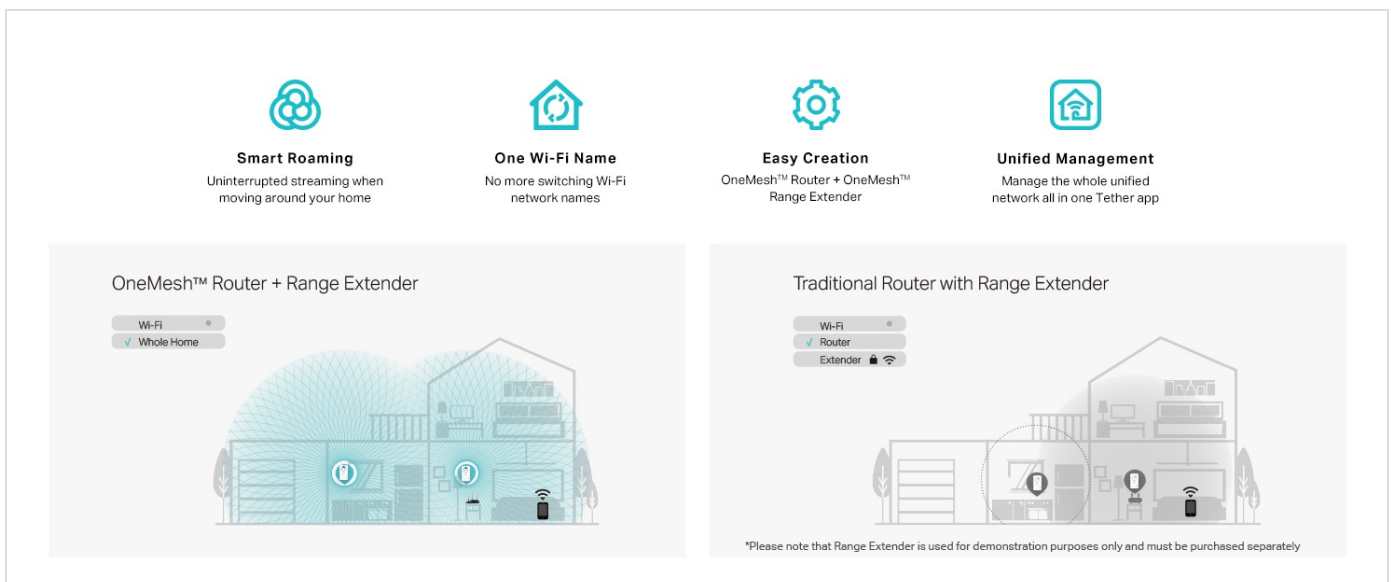 Smart Roaming
Uninterrupted streaming when
moving around your home
One Wi-Fi Name
No more switching Wi-Fi
network names
Easy Creation
OneMesh™ Router + OneMesh™
Range Extender
Unified Management
Manage the whole unified
network all in one Tether app
OneMesh™ Router + Range Extender
Wi-Fi
√ Whole Home
Traditional Router with Range Extender
Wi-Fi
√ Router
Extender
*Please note that Range Extender is used for demonstration purposes only and must be purchased separately